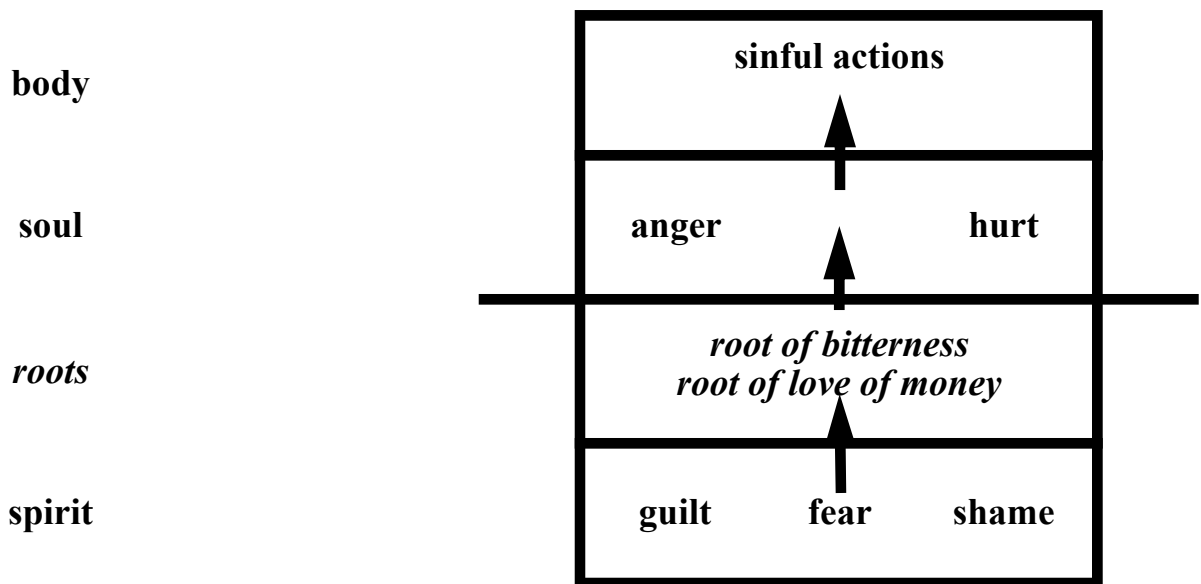 body
sinful actions
soul
anger hurt
roots
root of bitterness
root of love of money
spirit
guilt fear shame